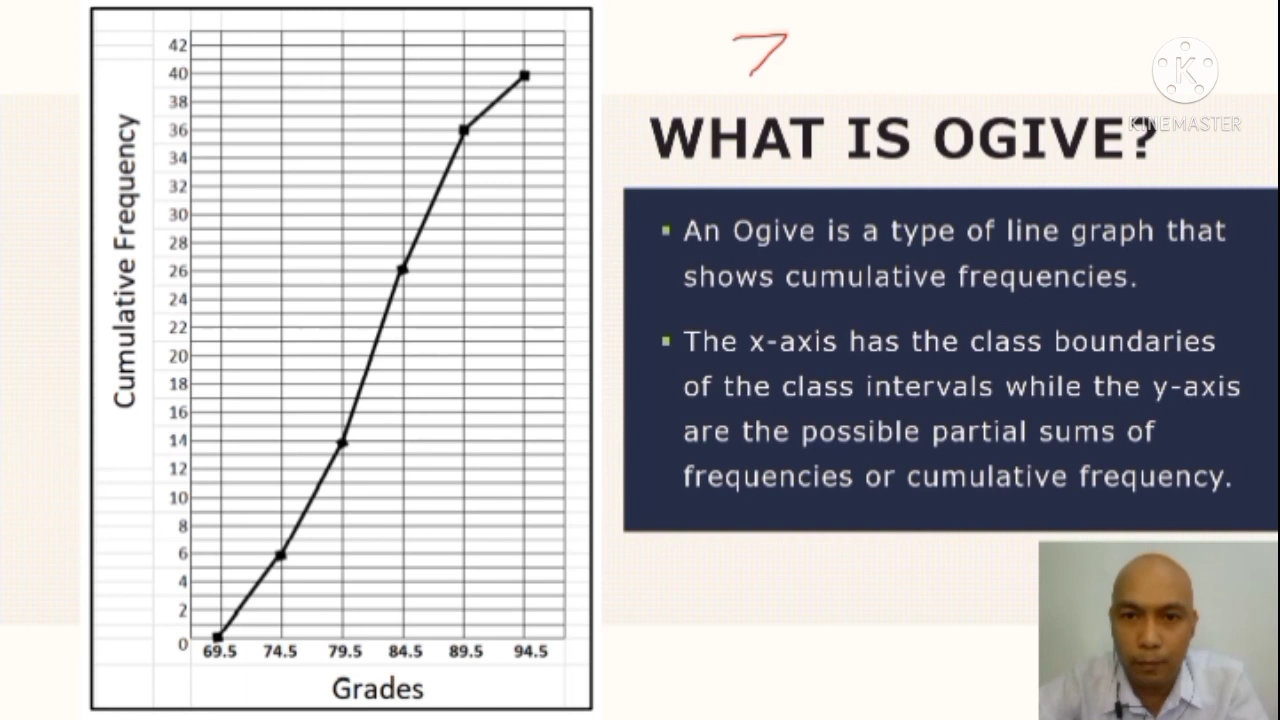 42
40
38
36
34
32
30
28
26
24
22
20
18
16
14
12
10
8
6
4
2
0
Cumulative Frequency
69.5 74.5 79.5 84.5 89.5 94.5
Grades
K
KINEMASTER
WHAT IS OGIVE?
An Ogive is a type of line graph that
shows cumulative frequencies.
The x-axis has the class boundaries
of the class intervals while the y-axis
are the possible partial sums of
frequencies or cumulative frequency.